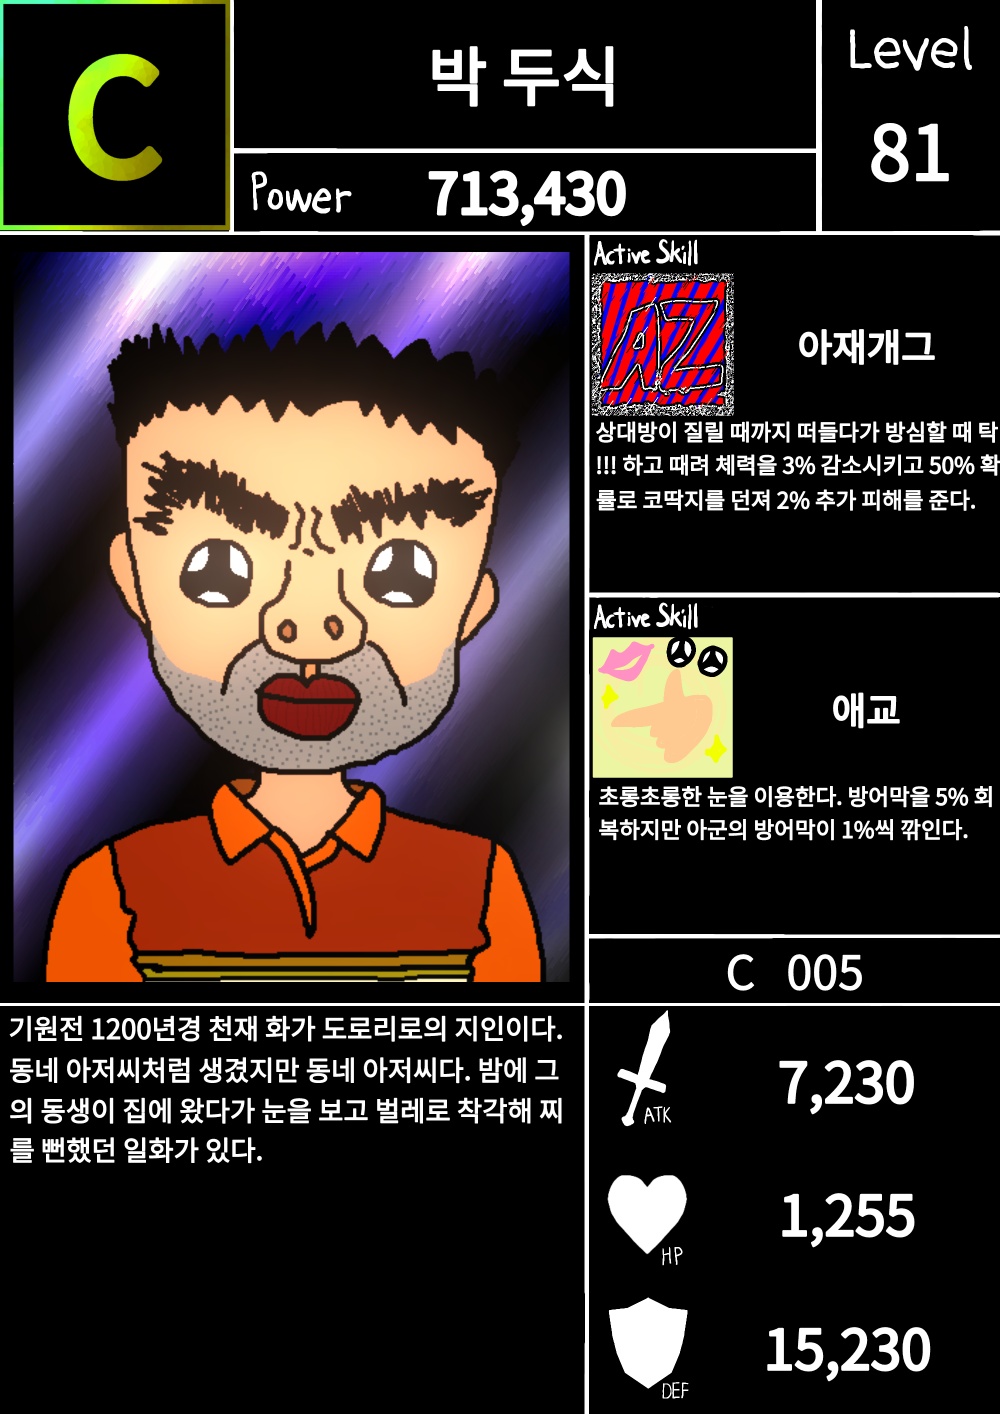 C
박 두식
Level
81
Power 713,430
Active Skill
AZ
아재개그
상대방이 질릴 때까지 떠들다가 방심할 때 탁
!!! 하고 때려 체력을 3% 감소시키고 50% 확
률로 코딱지를 던져 2% 추가 피해를 준다.
Active Skill
애교
초롱초롱한 눈을 이용한다. 방어막을 5% 회
복하지만 아군의 방어막이 1%씩 깎인다.
C 005
기원전 1200년경 천재 화가 도로리로의 지인이다.
동네 아저씨처럼 생겼지만 동네 아저씨다. 밤에 그
의 동생이 집에 왔다가 눈을 보고 벌레로 착각해 찌
를 뻔했던 일화가 있다.
ATK 7,230
HP 1,255
DEF 15,230